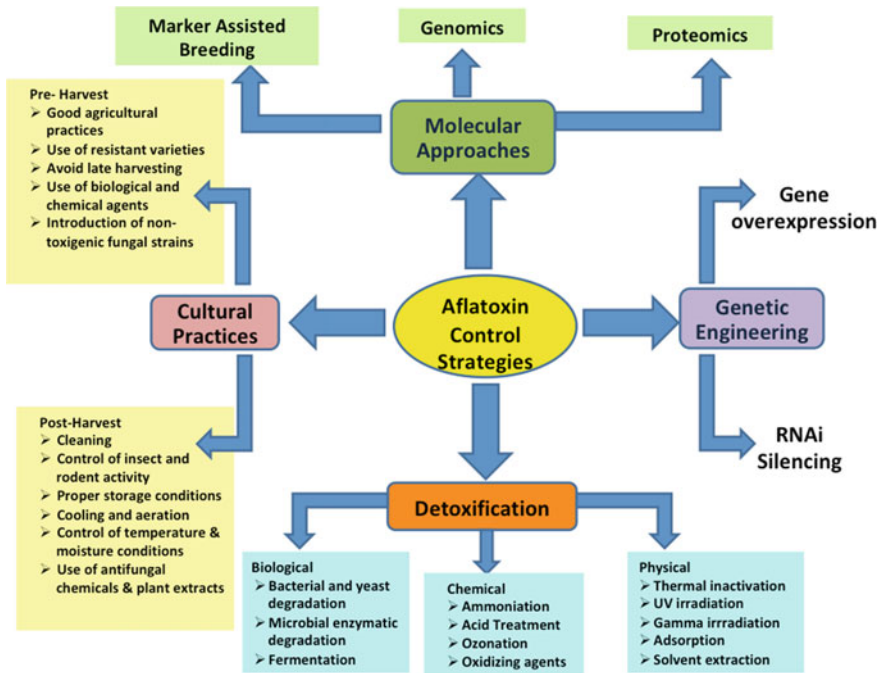 Marker Assisted
Breeding
Genomics
Proteomics
Molecular
Approaches
Pre- Harvest
➢ Good agricultural
practices
➢ Use of resistant varieties
➢ Avoid late harvesting
➢ Use of biological and
chemical agents
➢ Introduction of non-
toxigenic fungal strains
Gene
overexpression
Cultural
Practices
Aflatoxin
Control
Strategies
Genetic
Engineering
Post-Harvest
➢ Cleaning
➢ Control of insect and
rodent activity
➢ Proper storage conditions
➢ Cooling and aeration
➢ Control of temperature &
moisture conditions
➢ Use of antifungal
chemicals & plant extracts
RNAi
Silencing
Detoxification
Biological
➢ Bacterial and yeast
degradation
➢ Microbial enzymatic
degradation
➢ Fermentation
Chemical
➢ Ammoniation
➢ Acid Treatment
➢ Ozonation
➢ Oxidizing agents
Physical
➢ Thermal inactivation
➢ UV irradiation
➢ Gamma irrradiation
➢ Adsorption
➢ Solvent extraction